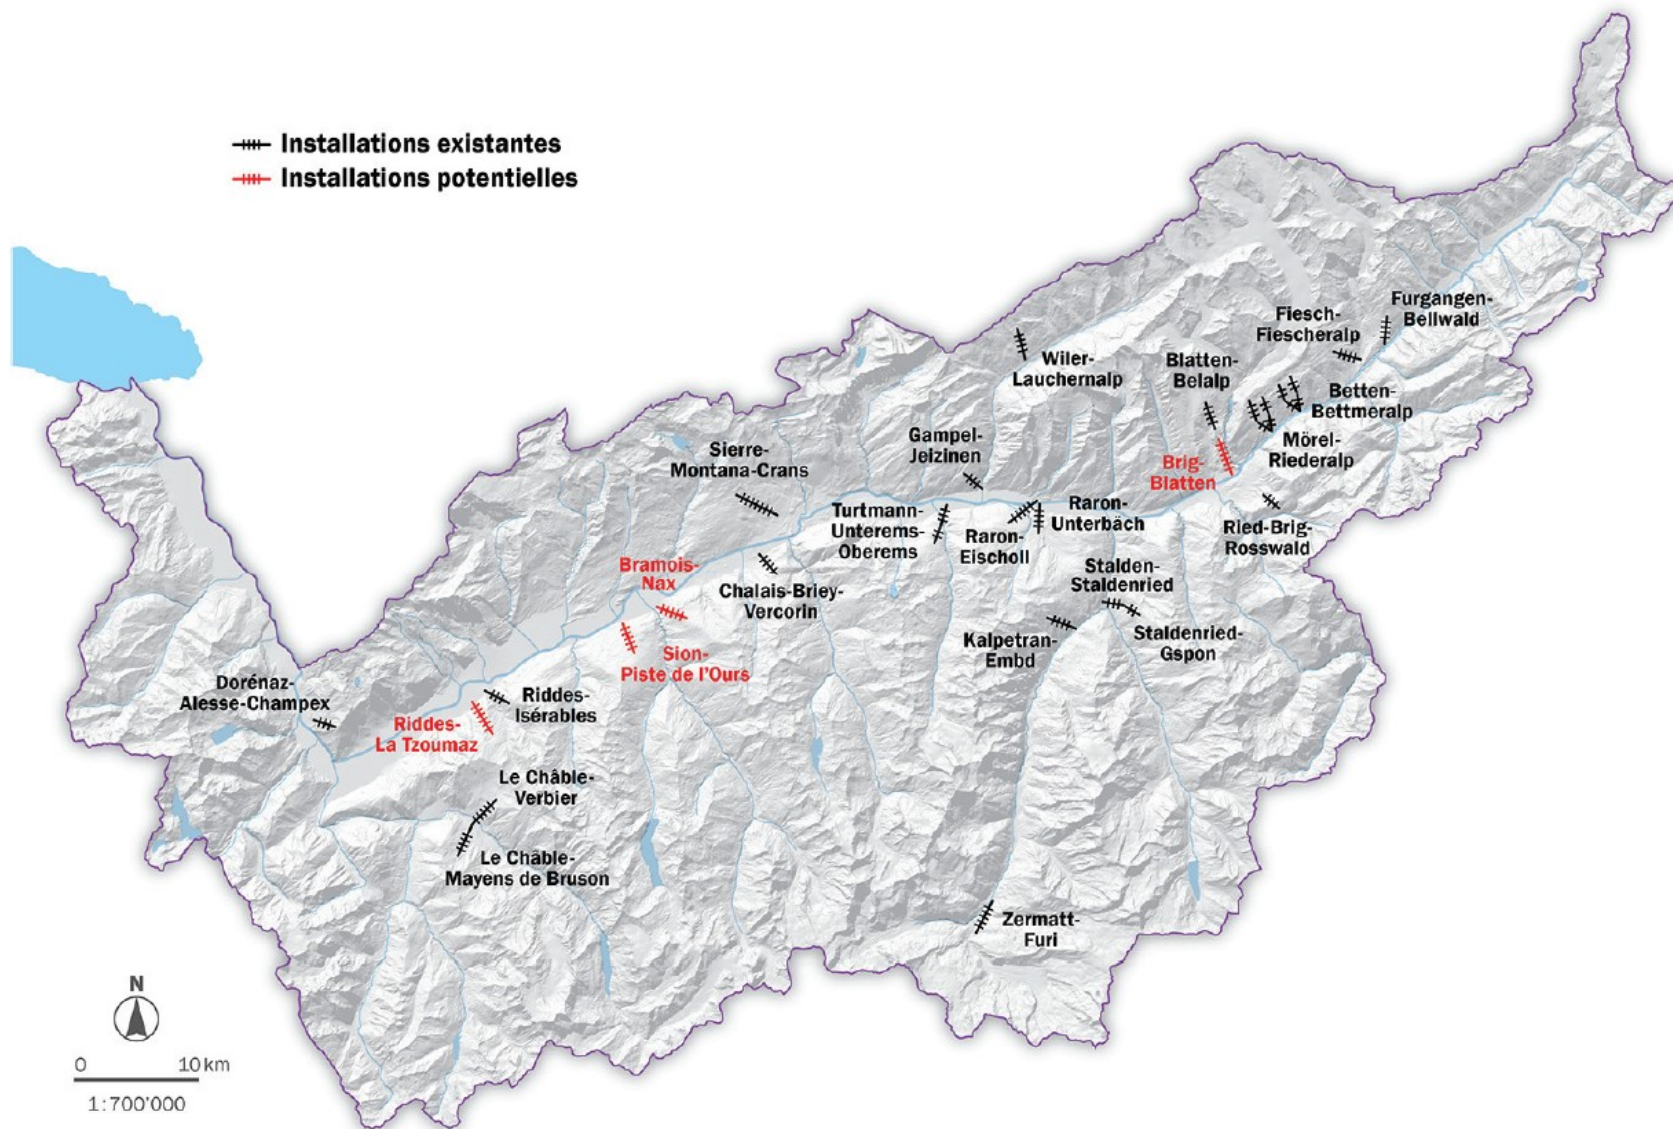 Installations existantes
Installations potentielles
Furgangen-
Bellwald
Fiesch-
Fiescheralp
Wiler-
Lauchernalp
Blatten-
Belalp
Betten-
Bettmeralp
Mörel-
Riederalp
Gampel-
Jeizinen
Sierre-
Montana-Crans
Brig-
Blatten
Turtmann-
Unterems-
Oberems
Raron-
Unterbäch
Raron-
Eischoll
Ried-Brig-
Rosswald
Bramois-
Nax
Chalais-Briey-
Vercorin
Stalden-
Staldenried
Kalpetran-
Embd
Staldenried-
Gspon
Sion-
Piste de l'Ours
Dorénaz-
Alesse-Champex
Riddes-
Isérables
Riddes-
La Tzoumaz
Le Châble-
Verbier
Le Châble-
Mayens de Bruson
Zermatt-
Furi
N
0 10 km
1:700'000